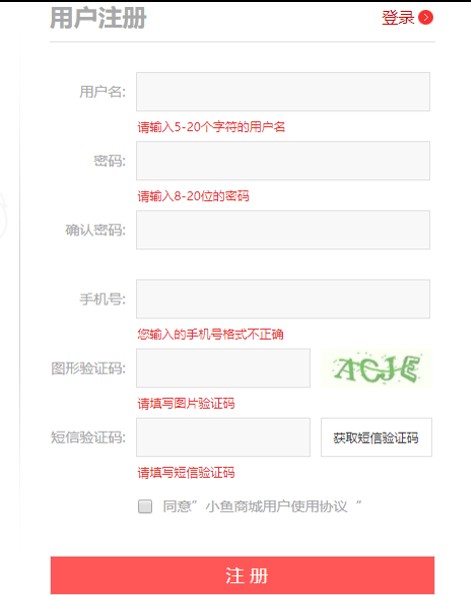 用户注册 登录
用户名:
请输入5-20个字符的用户名
密码:
请输入8-20位的密码
确认密码:
手机号:
您输入的手机号格式不正确
图形验证码: ACJE
请填写图片验证码
短信验证码: 获取短信验证码
请填写短信验证码
同意”小鱼商城用户使用协议“
注 册